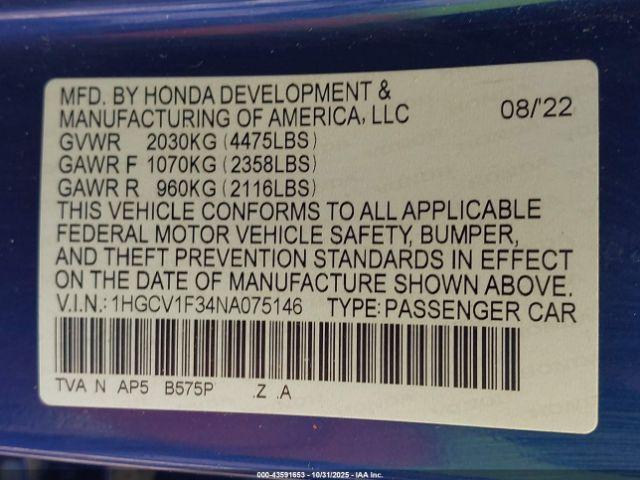 MFD. BY HONDA DEVELOPMENT &
MANUFACTURING OF AMERICA, LLC 08/'22
GVWR 2030KG (4475LBS)
GAWR F 1070KG (2358LBS)
GAWR R 960KG (2116LBS)
THIS VEHICLE CONFORMS TO ALL APPLICABLE
FEDERAL MOTOR VEHICLE SAFETY, BUMPER,
AND THEFT PREVENTION STANDARDS IN EFFECT
ON THE DATE OF MANUFACTURE SHOWN ABOVE.
V.I.N.: 1HGCV1F34NA075146 TYPE: PASSENGER CAR
TVA N AP5 B575P .Z .A
000-43591653 - 10/31/2025 - IAA Inc.